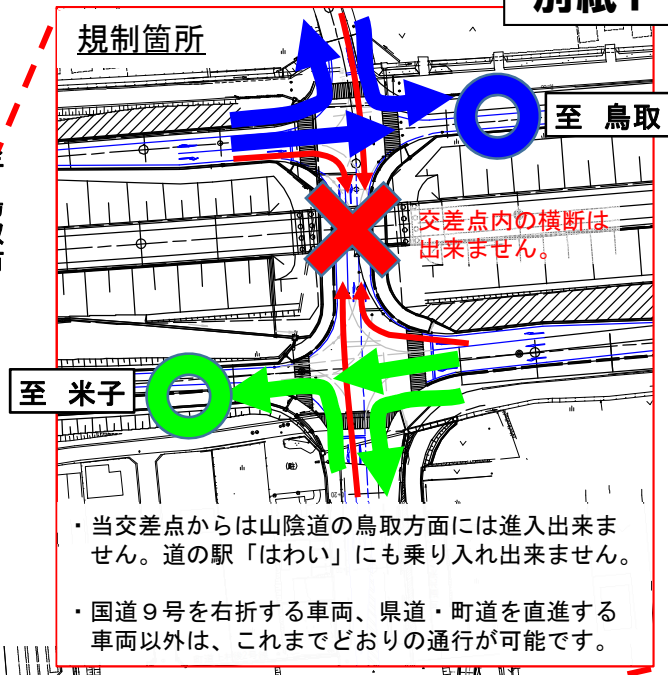 規制箇所
至 鳥取
交差点内の横断は
出来ません。
至 米子
・当交差点からは山陰道の鳥取方面には進入出来ま
せん。道の駅「はわい」にも乗り入れ出来ません。
・国道９号を右折する車両、県道・町道を直進する
車両以外は、これまでどおりの通行が可能です。